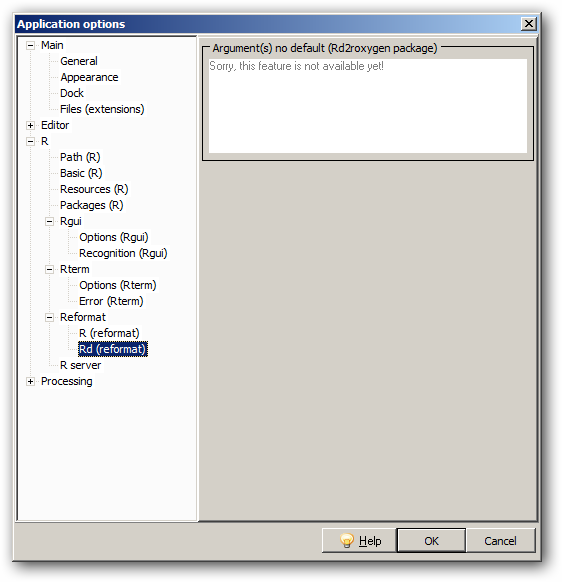 Application options
Main
General
Appearance
Dock
Files (extensions)
Editor
R
Path (R)
Basic (R)
Resources (R)
Packages (R)
Rgui
Options (Rgui)
Recognition (Rgui)
Rterm
Options (Rterm)
Error (Rterm)
Reformat
R (reformat)
Rd (reformat)
R server
Processing
Argument(s) no default (Rd2roxygen package)
Sorry, this feature is not available yet!
Help
OK
Cancel